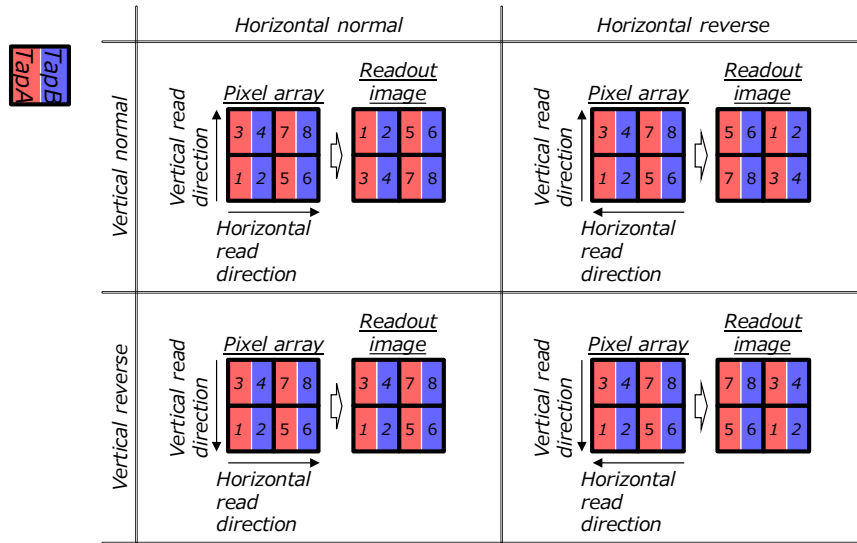 Horizontal normal
Horizontal reverse
TapB
TapA
Vertical normal
Pixel array
Readout
image
Vertical read
direction
3 4 7 8
1 2 5 6
1 2 5 6
3 4 7 8
Horizontal
read
direction
Pixel array
Readout
image
Vertical read
direction
3 4 7 8
1 2 5 6
5 6 1 2
7 8 3 4
Horizontal
read
direction
Vertical reverse
Pixel array
Readout
image
Vertical read
direction
3 4 7 8
1 2 5 6
3 4 7 8
1 2 5 6
Horizontal
read
direction
Pixel array
Readout
image
Vertical read
direction
3 4 7 8
1 2 5 6
7 8 3 4
5 6 1 2
Horizontal
read
direction